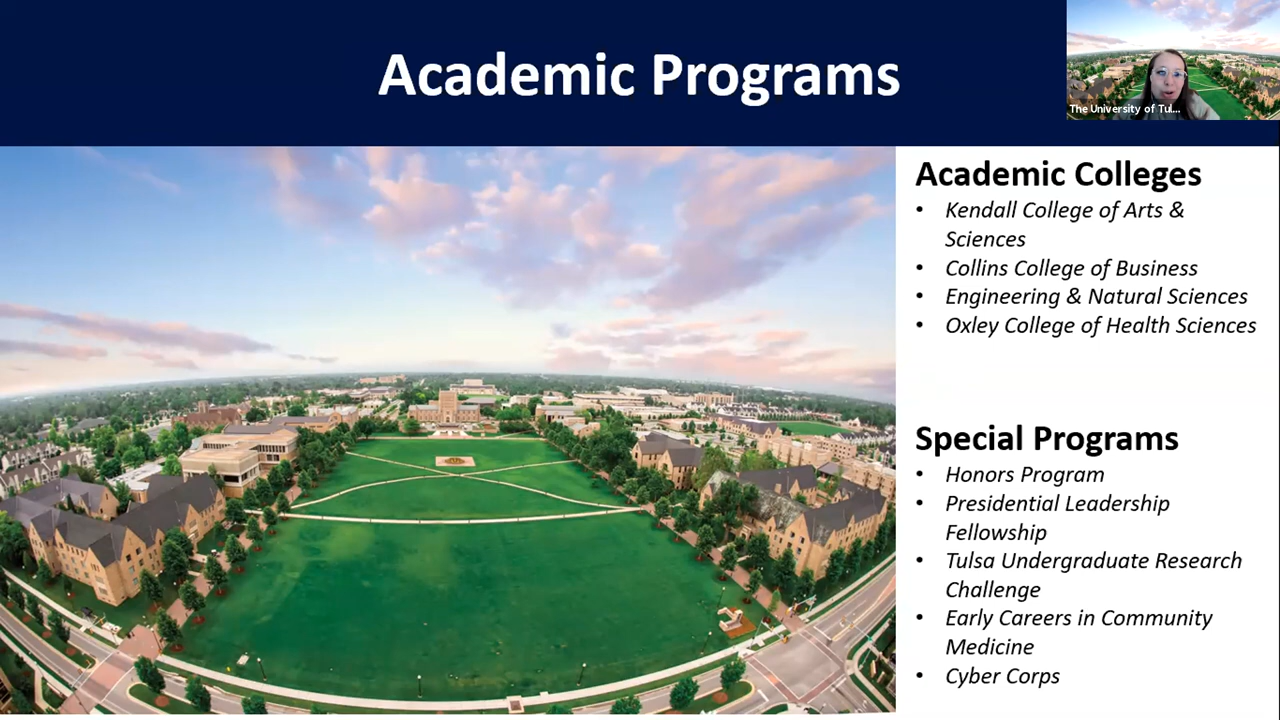 Academic Programs
The University of Tul...
Academic Colleges
• Kendall College of Arts &
Sciences
• Collins College of Business
• Engineering & Natural Sciences
• Oxley College of Health Sciences
Special Programs
• Honors Program
• Presidential Leadership
Fellowship
• Tulsa Undergraduate Research
Challenge
• Early Careers in Community
Medicine
• Cyber Corps